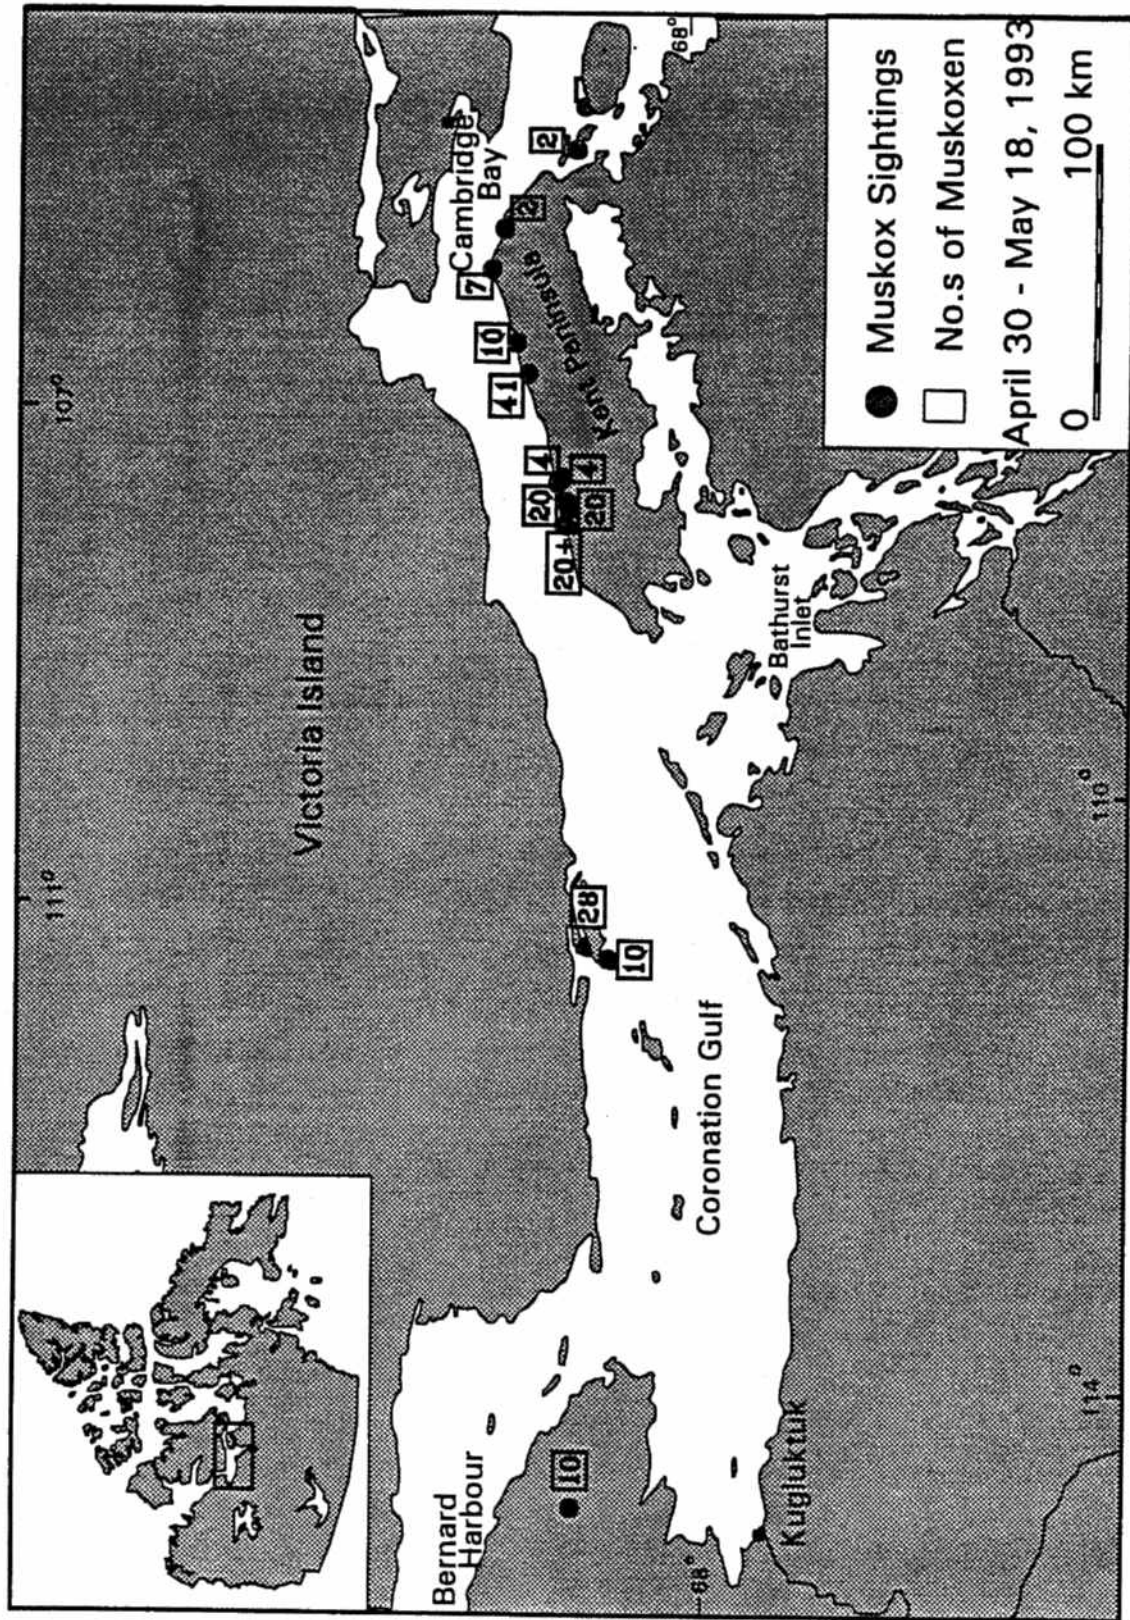 107°
111°
Victoria Island
Cambridge
Bay
68°
2
2
7
10
41
4
4
20
20
20+
Kent Peninsula
28
10
Bathurst
Inlet
Coronation Gulf
110°
114°
Bernard
Harbour
10
68°
Kugluktuk
Muskox Sightings
No.s of Muskoxen
April 30 - May 18, 1993
0 100 km